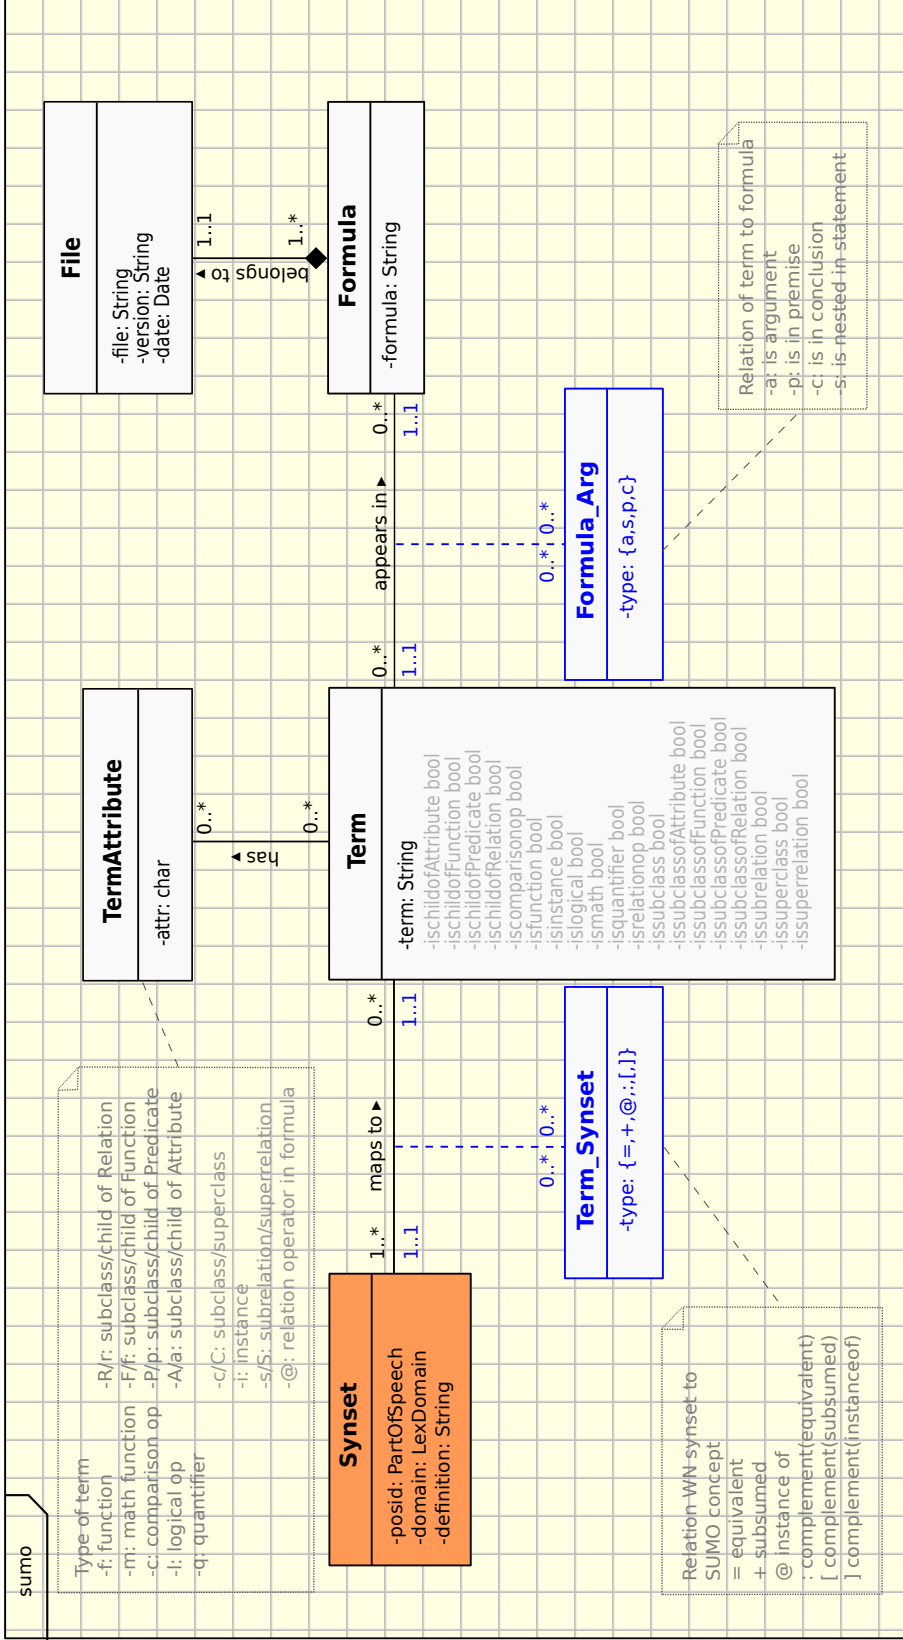 sumo
Type of term
-f: function
-m: math function
-c: comparison op
-l: logical op
-q: quantifier
-R/r: subclass/child of Relation
-F/f: subclass/child of Function
-P/p: subclass/child of Predicate
-A/a: subclass/child of Attribute
-c/C: subclass/superclass
-i: instance
-s/S: subrelation/superrelation
-@: relation operator in formula
TermAttribute
-attr: char
0..*
has ▸
0..*
File
-file: String
-version: String
-date: Date
1..1
belongs to ▸
1..*
Synset
-posid: PartOfSpeech
-domain: LexDomain
-definition: String
1..*
1..1
maps to ▸
0..*
1..1
Term
-term: String
-ischildofAttribute bool
-ischildofFunction bool
-ischildofPredicate bool
-ischildofRelation bool
-iscomparisonop bool
-isfunction bool
-isinstance bool
-islogical bool
-ismath bool
-isquantifier bool
-isrelationop bool
-issubclass bool
-issubclassofAttribute bool
-issubclassofFunction bool
-issubclassofPredicate bool
-issubclassofRelation bool
-issubrelation bool
-issuperclass bool
-issuperrelation bool
0..*
1..1
appears in ▸
0..*
1..1
Formula
-formula: String
0..* 0..*
Term_Synset
-type: {=,+,@,:,[,]}
0..* 0..*
Formula_Arg
-type: {a,s,p,c}
Relation WN synset to
SUMO concept
= equivalent
+ subsumed
@ instance of
: complement(equivalent)
[ complement(subsumed)
] complement(instanceof)
Relation of term to formula
-a: is argument
-p: is in premise
-c: is in conclusion
-s: is nested in statement